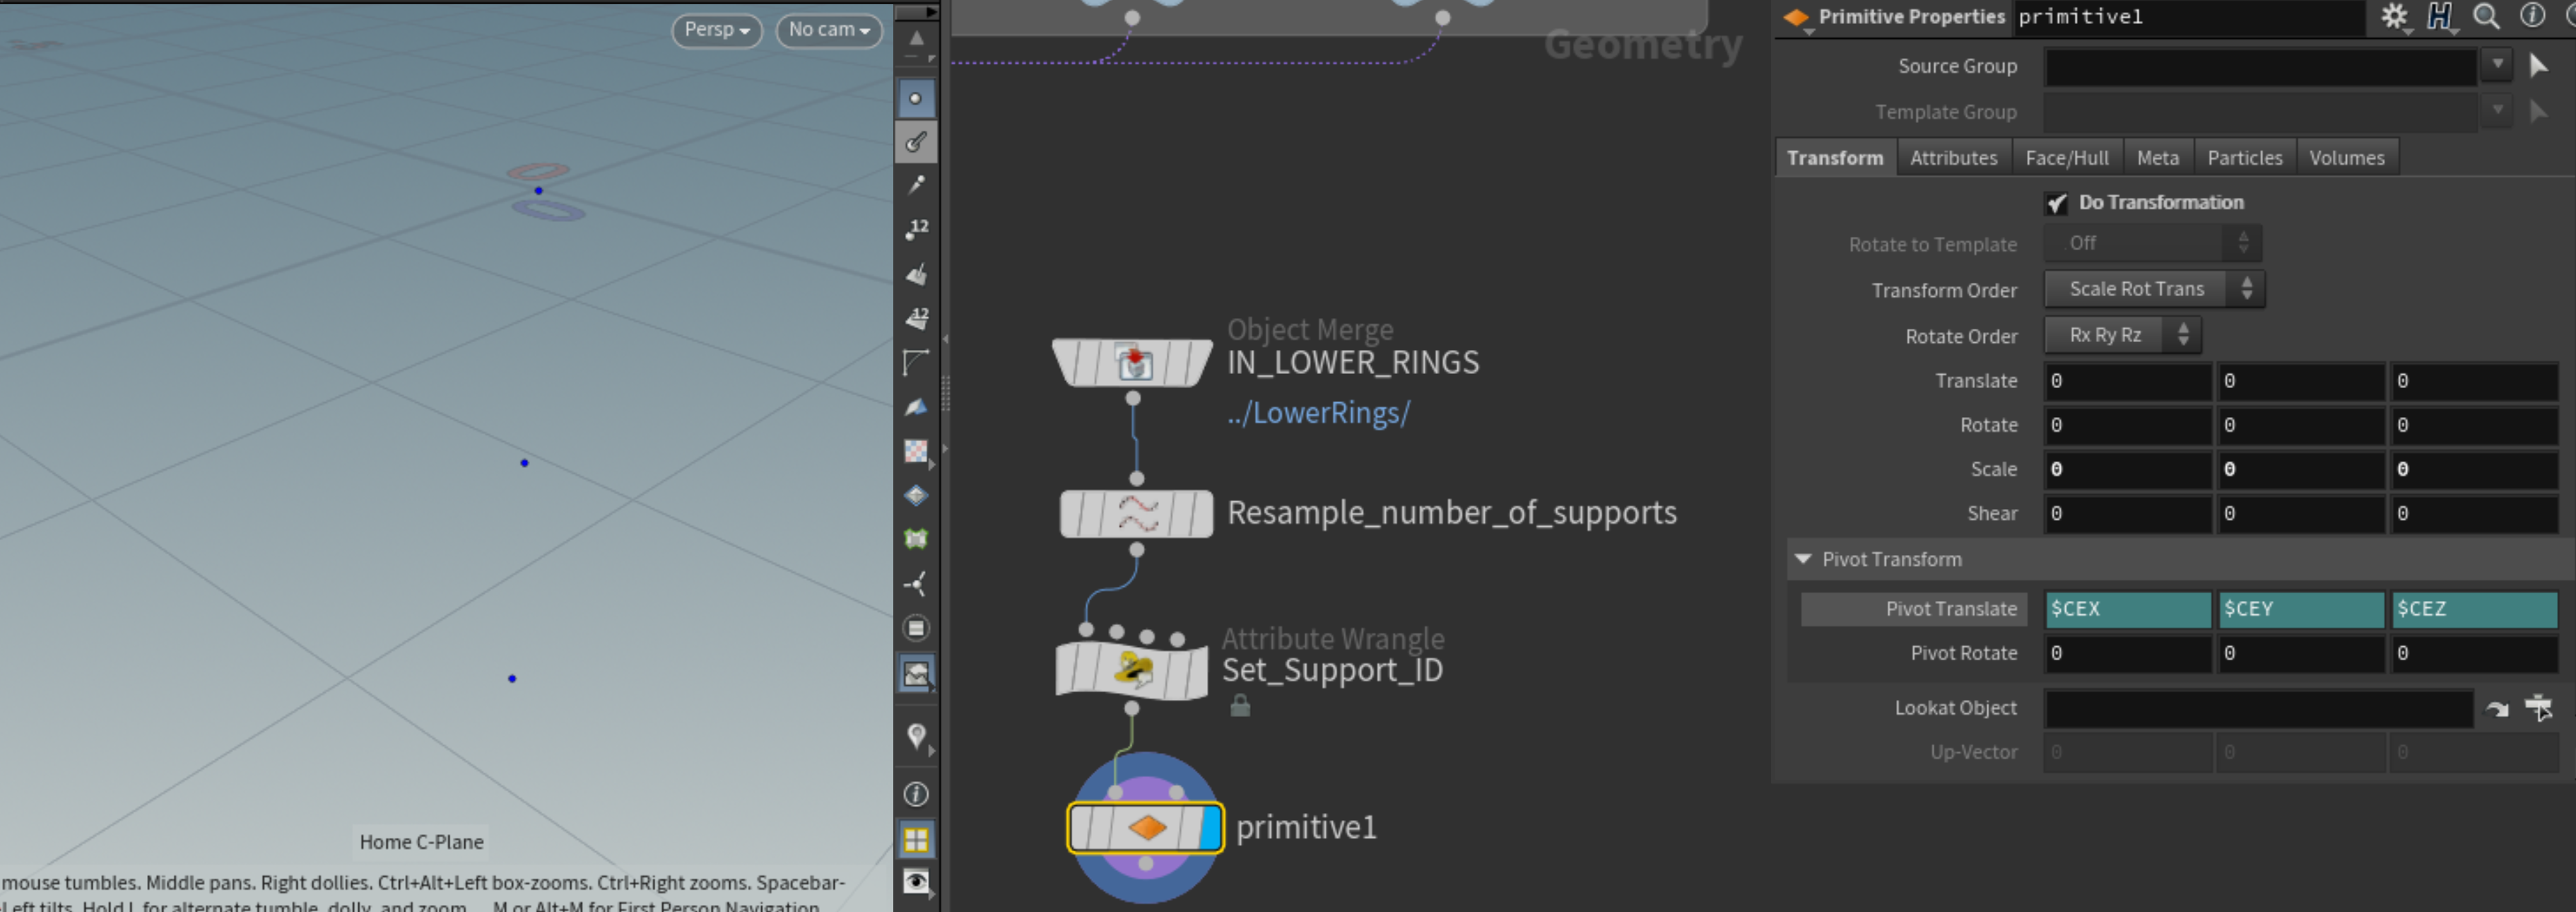 Persp
No cam
Home C-Plane
mouse tumbles. Middle pans. Right dollies. Ctrl+Alt+Left box-zooms. Ctrl+Right zooms. Spacebar-
Left tilts. Hold L for alternate tumble, dolly, and zoom. M or Alt+M for First Person Navigation.
12
12
Geometry
Object Merge
IN_LOWER_RINGS
../LowerRings/
Resample_number_of_supports
Attribute Wrangle
Set_Support_ID
primitive1
Primitive Properties primitive1
Source Group
Template Group
Transform Attributes Face/Hull Meta Particles Volumes
Do Transformation
Rotate to Template Off
Transform Order Scale Rot Trans
Rotate Order Rx Ry Rz
Translate 0 0 0
Rotate 0 0 0
Scale 0 0 0
Shear 0 0 0
Pivot Transform
Pivot Translate $CEX $CEY $CEZ
Pivot Rotate 0 0 0
Lookat Object
Up-Vector 0 0 0